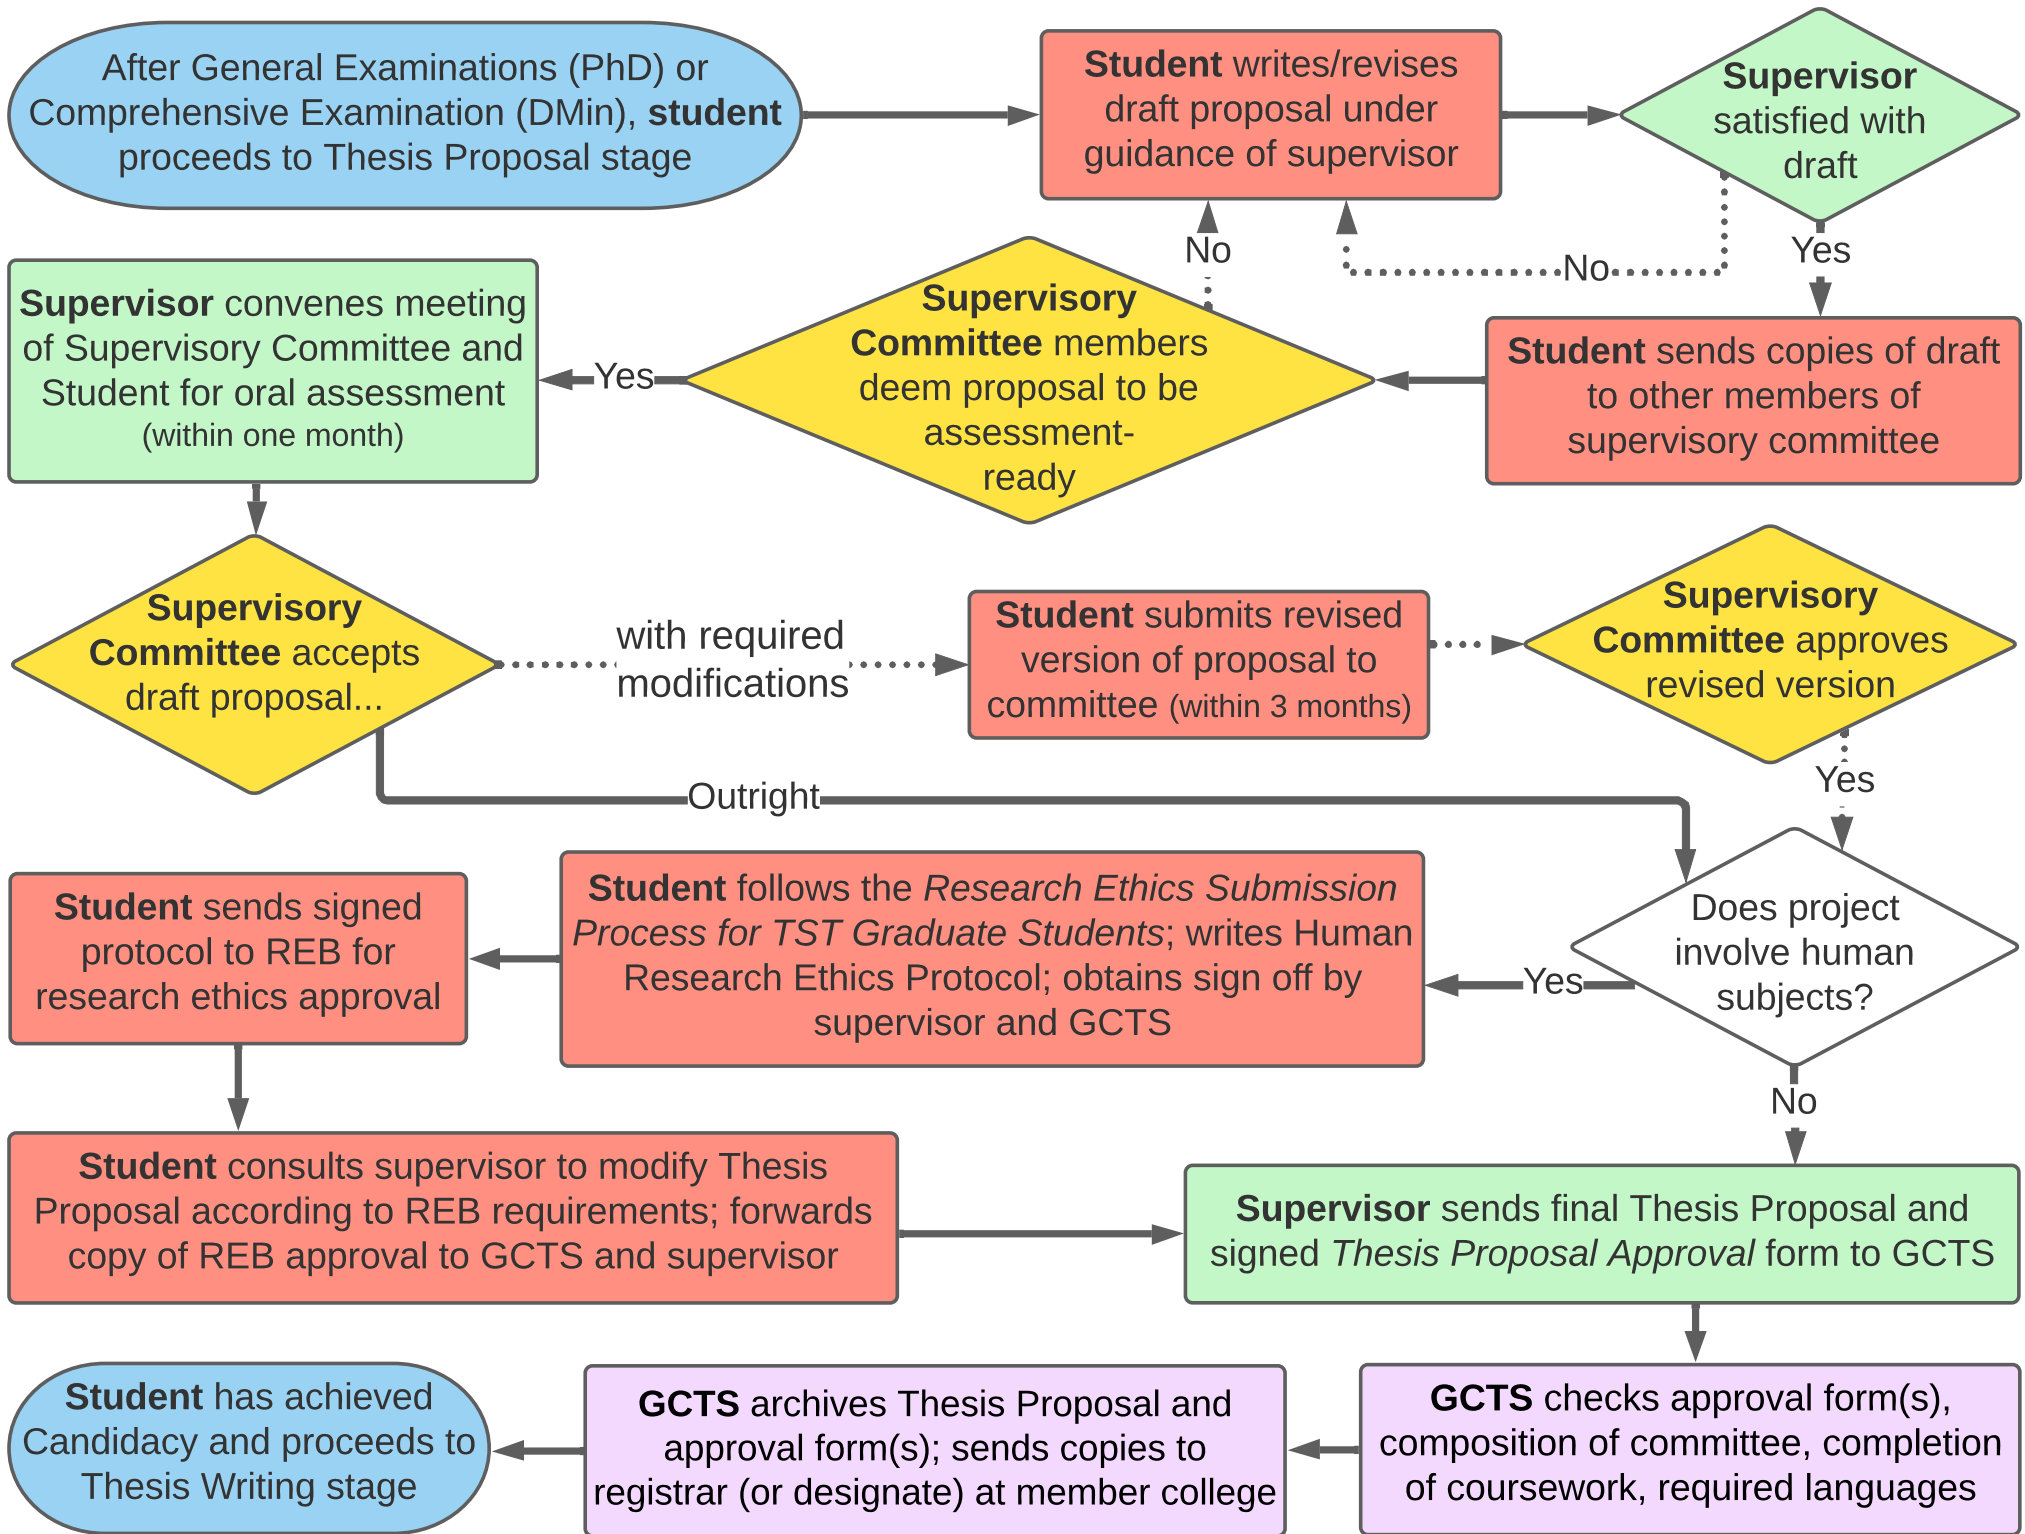 After General Examinations (PhD) or
Comprehensive Examination (DMin), student
proceeds to Thesis Proposal stage
Student writes/revises
draft proposal under
guidance of supervisor
Supervisor
satisfied with
draft
No
No
Yes
Student sends copies of draft
to other members of
supervisory committee
Supervisory
Committee members
deem proposal to be
assessment-
ready
Yes
Supervisor convenes meeting
of Supervisory Committee and
Student for oral assessment
(within one month)
Supervisory
Committee accepts
draft proposal...
with required
modifications
Student submits revised
version of proposal to
committee (within 3 months)
Supervisory
Committee approves
revised version
Yes
Outright
Does project
involve human
subjects?
Yes
Student follows the Research Ethics Submission
Process for TST Graduate Students; writes Human
Research Ethics Protocol; obtains sign off by
supervisor and GCTS
Student sends signed
protocol to REB for
research ethics approval
No
Student consults supervisor to modify Thesis
Proposal according to REB requirements; forwards
copy of REB approval to GCTS and supervisor
Supervisor sends final Thesis Proposal and
signed Thesis Proposal Approval form to GCTS
GCTS checks approval form(s),
composition of committee, completion
of coursework, required languages
GCTS archives Thesis Proposal and
approval form(s); sends copies to
registrar (or designate) at member college
Student has achieved
Candidacy and proceeds to
Thesis Writing stage